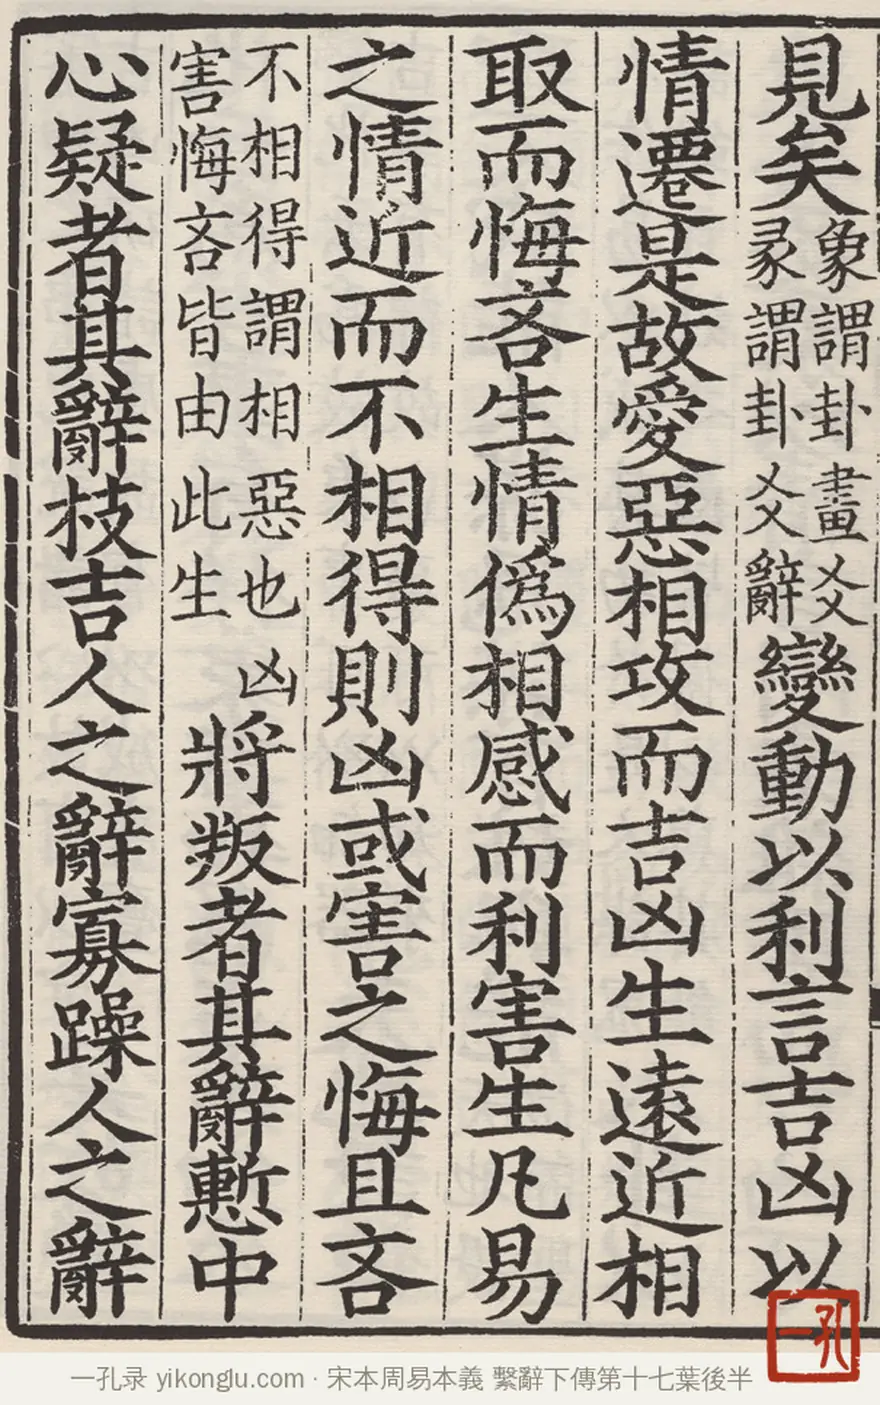 見矣象謂卦畫爻彖謂卦爻辭變動以利言吉凶以
情遷是故愛惡相攻而吉凶生遠近相
取而悔吝生情僞相感而利害生凡易
之情近而不相得則凶或害之悔且吝
不相得謂相惡也凶害悔吝皆由此生將叛者其辭慙中
心疑者其辭枝吉人之辭寡躁人之辭
一孔
一孔录 yikonglu.com · 宋本周易本義 繫辭下傳第十七葉後半